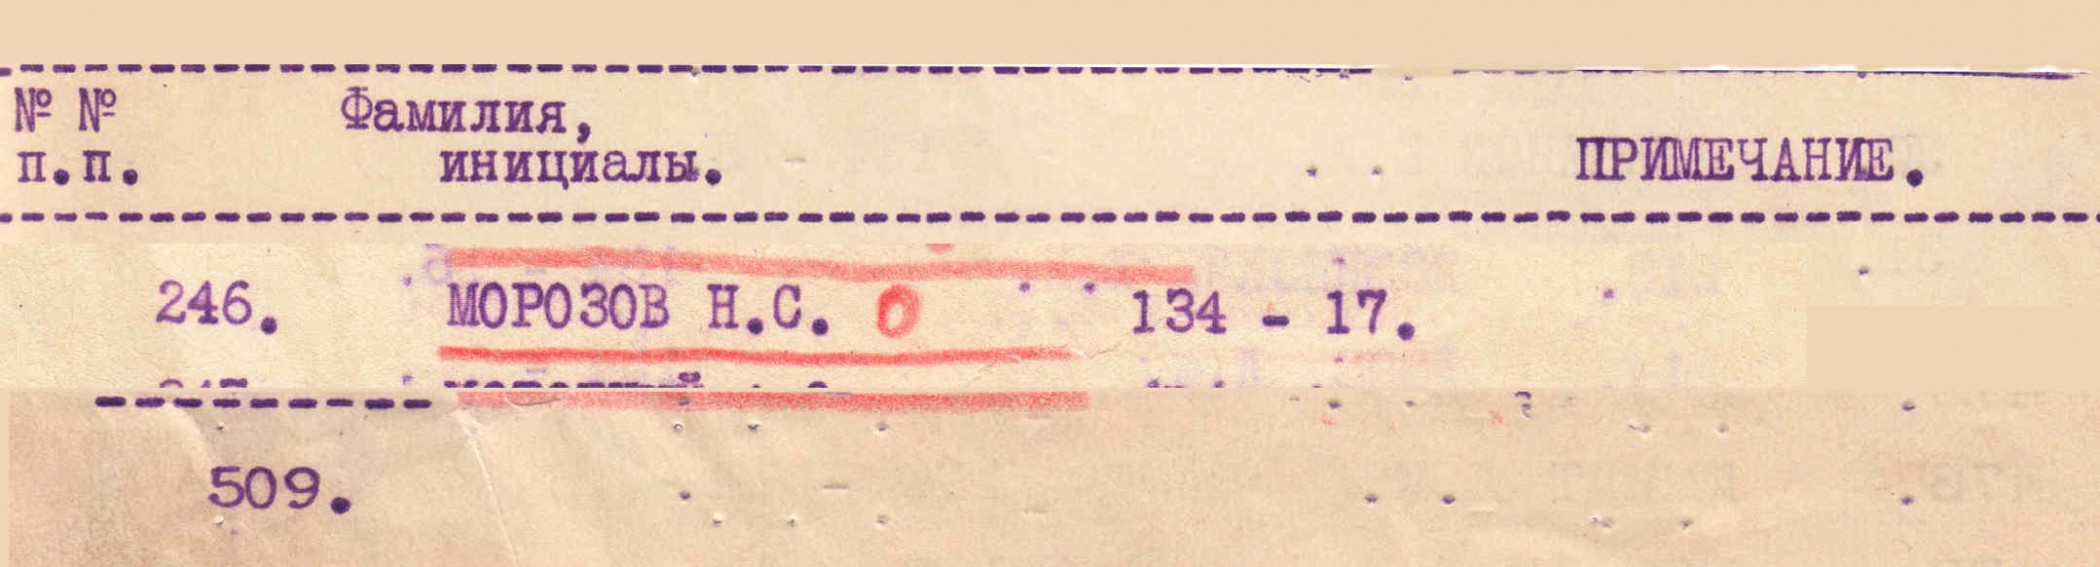 № № Фамилия,
п.п. инициалы. ПРИМЕЧАНИЕ.
246. МОРОЗОВ Н.С. О 134 - 17.
509.